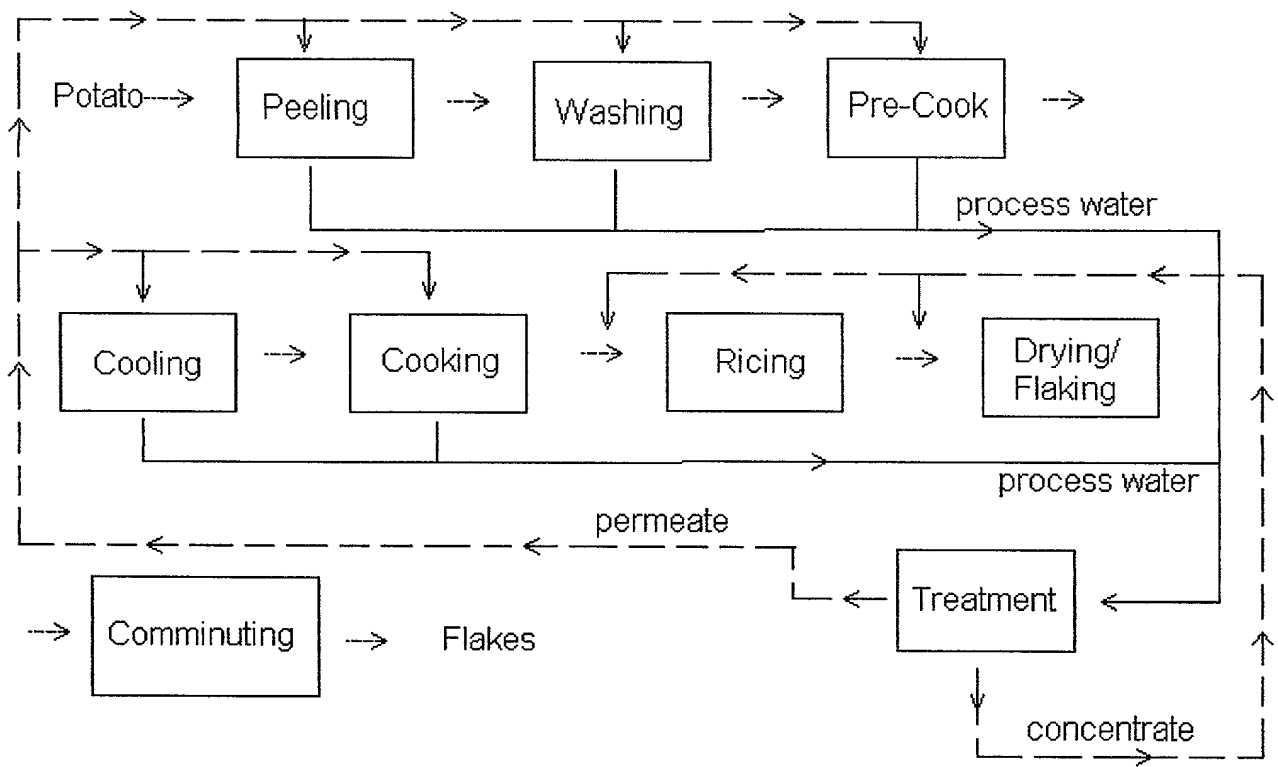 Potato
Peeling
Washing
Pre-Cook
process water
Cooling
Cooking
Ricing
Drying/
Flaking
process water
permeate
Treatment
Comminuting
Flakes
concentrate